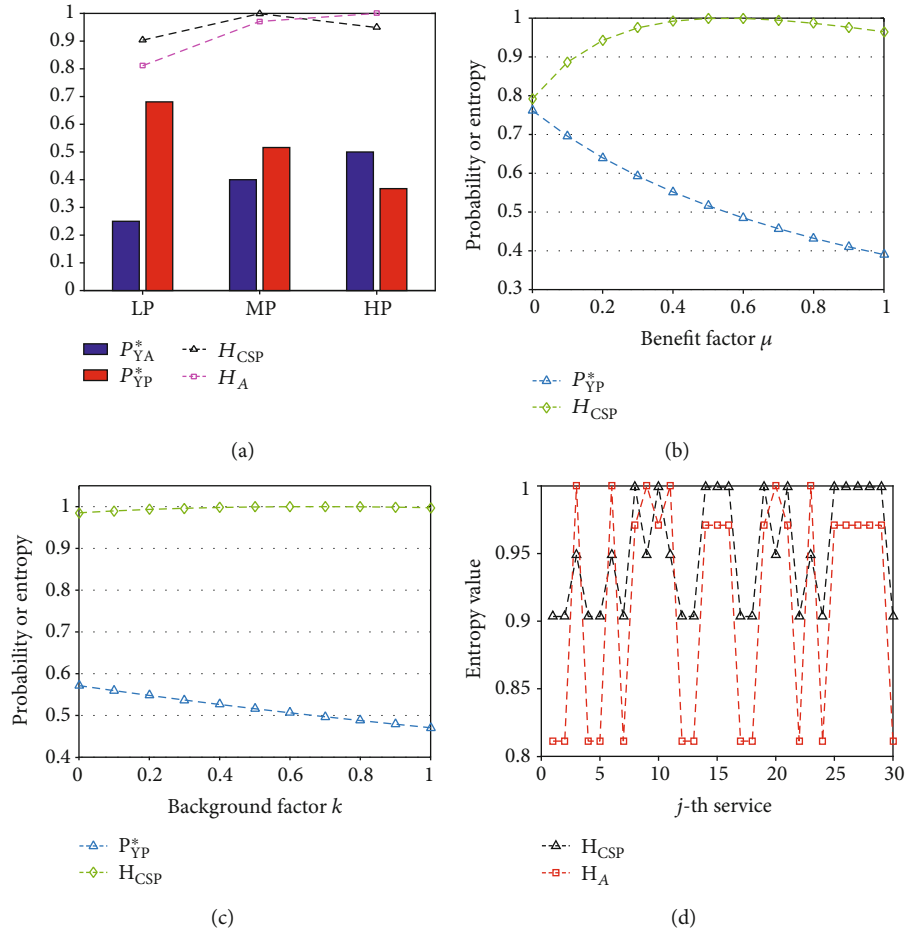 1
0.9
0.8
0.7
0.6
0.5
0.4
0.3
0.2
0.1
0
LP MP HP
P*YA
P*YP
HCSP
HA
(a)
Probability or entropy
1
0.9
0.8
0.7
0.6
0.5
0.4
0.3
0 0.2 0.4 0.6 0.8 1
Benefit factor μ
P*YP
HCSP
(b)
Probability or entropy
1
0.9
0.8
0.7
0.6
0.5
0.4
0 0.2 0.4 0.6 0.8 1
Background factor k
P*YP
HCSP
(c)
Entropy value
1
0.95
0.9
0.85
0.8
0 5 10 15 20 25 30
j-th service
HCSP
HA
(d)